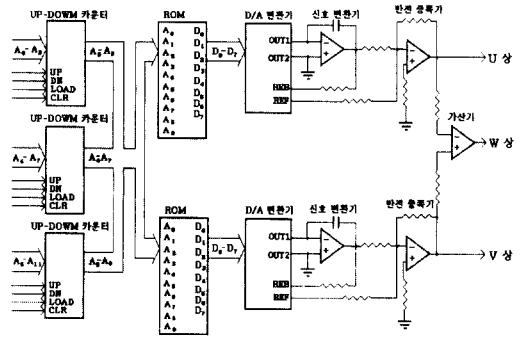 UP-DOWM 카운터
A₀-A₃
A₀-A₃
UP
DN
LOAD
CLR
UP-DOWM 카운터
A₄-A₇
A₀-A₇
UP
DN
LOAD
CLR
UP-DOWM 카운터
A₈-A₁₁
UP
DN
LOAD
CLR
ROM
A₀
A₁
A₂
A₃
A₄
A₅
A₆
A₇
A₈
A₉
D₀
D₁
D₂
D₃
D₄
D₅
D₆
D₇
D₀-D₇
D/A 변환기
OUT1
OUT2
REB
REF
신호 변환기
반전 증폭기
U 상
가산기
W 상
ROM
A₀
A₁
A₂
A₃
A₄
A₅
A₆
A₇
A₈
A₉
D₀
D₁
D₂
D₃
D₄
D₅
D₆
D₇
D₀-D₇
D/A 변환기
OUT1
OUT2
REB
REF
신호 변환기
반전 증폭기
V 상